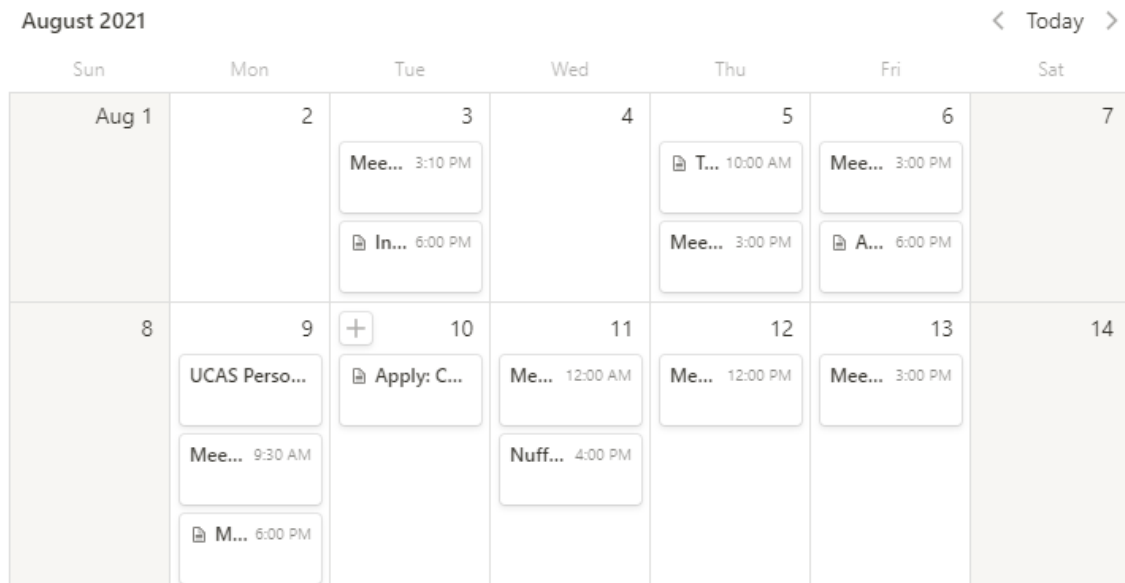 August 2021
Today
Sun Mon Tue Wed Thu Fri Sat
Aug 1 2 3 4 5 6 7
Mee... 3:10 PM T... 10:00 AM Mee... 3:00 PM
In... 6:00 PM Mee... 3:00 PM A... 6:00 PM
8 9 10 11 12 13 14
UCAS Perso... Apply: C... Me... 12:00 AM Me... 12:00 PM Mee... 3:00 PM
Mee... 9:30 AM Nuff... 4:00 PM
M... 6:00 PM